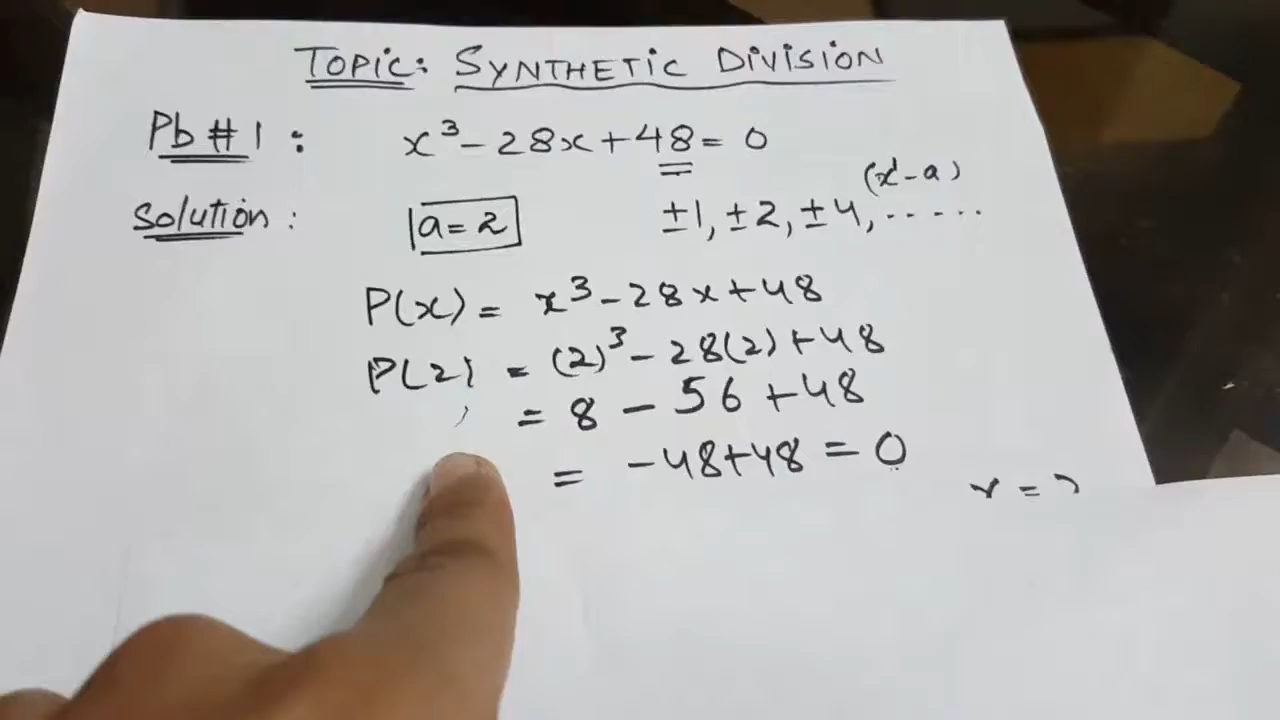 TOPIC: SYNTHETIC DIVISION
Pb # 1 : x³ - 28x + 48 = 0
Solution : a = 2 (x - a)
±1, ±2, ±4, ......
P(x) = x³ - 28x + 48
P(2) = (2)³ - 28(2) + 48
= 8 - 56 + 48
= -48 + 48 = 0